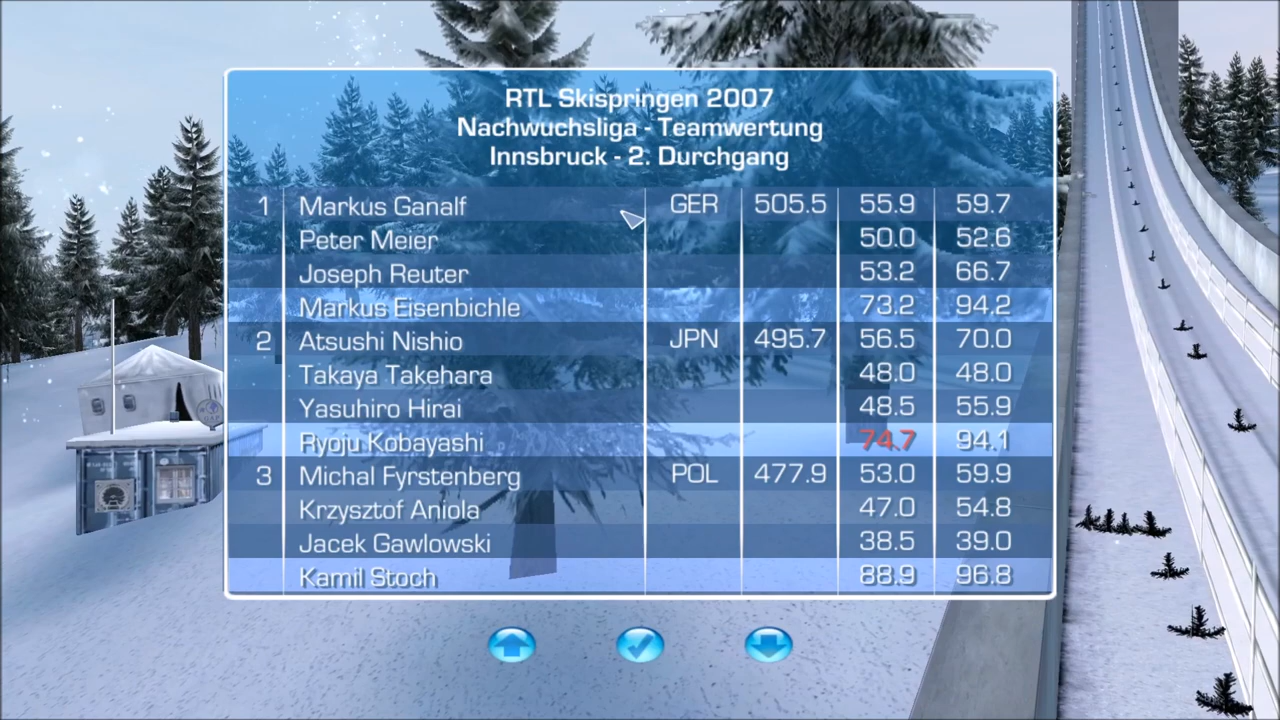 RTL Skispringen 2007
Nachwuchsliga - Teamwertung
Innsbruck - 2. Durchgang
1 Markus Ganalf GER 505.5 55.9 59.7
Peter Meier 50.0 52.6
Joseph Reuter 53.2 66.7
Markus Eisenbichle 73.2 94.2
2 Atsushi Nishio JPN 495.7 56.5 70.0
Takaya Takehara 48.0 48.0
Yasuhiro Hirai 48.5 55.9
Ryoju Kobayashi 74.7 94.1
3 Michal Fyrstenberg POL 477.9 53.0 59.9
Krzysztof Aniola 47.0 54.8
Jacek Gawlowski 38.5 39.0
Kamil Stoch 88.9 96.8